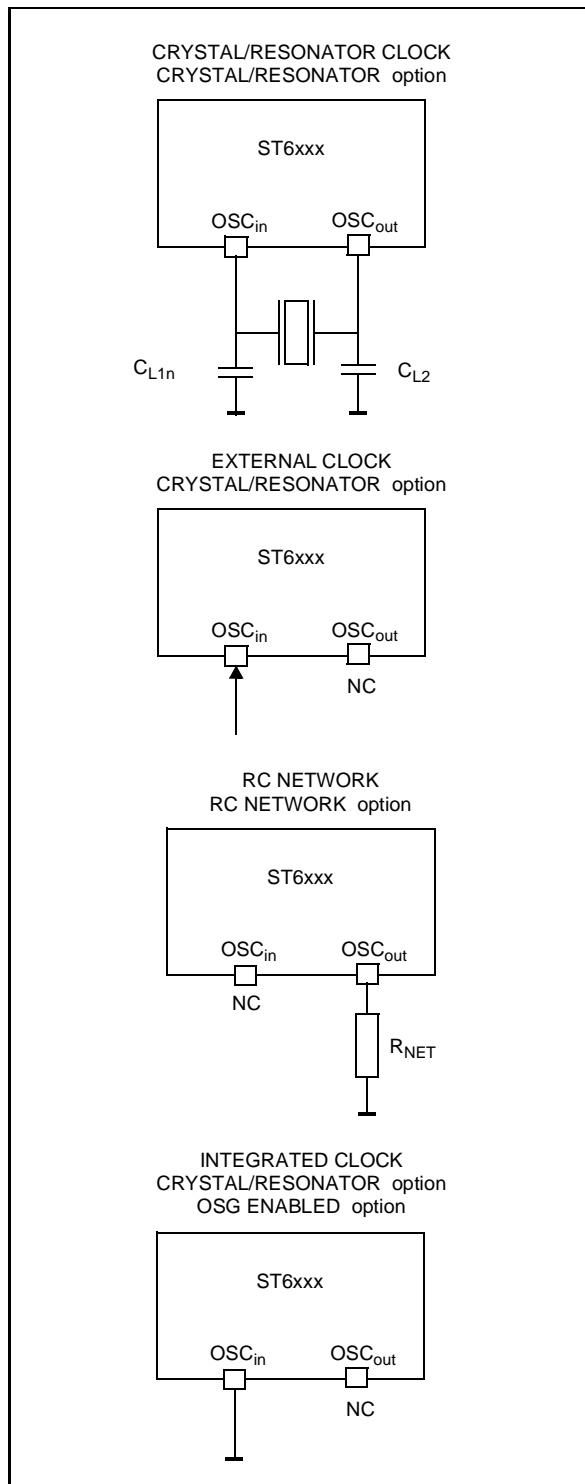 CRYSTAL/RESONATOR CLOCK
CRYSTAL/RESONATOR option
ST6xxx
OSCin OSCout
CL1n CL2
EXTERNAL CLOCK
CRYSTAL/RESONATOR option
ST6xxx
OSCin OSCout
NC
RC NETWORK
RC NETWORK option
ST6xxx
OSCin OSCout
NC
RNET
INTEGRATED CLOCK
CRYSTAL/RESONATOR option
OSG ENABLED option
ST6xxx
OSCin OSCout
NC